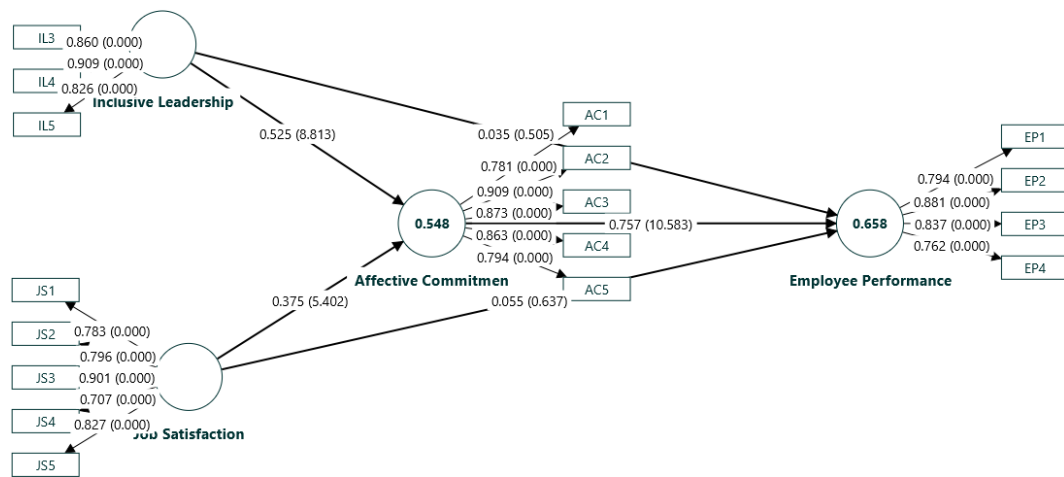 IL3
0.860 (0.000)
0.909 (0.000)
IL4
0.826 (0.000)
IL5
Inclusive Leadership
0.525 (8.813)
0.035 (0.505)
AC1
0.781 (0.000)
AC2
0.909 (0.000)
AC3
0.873 (0.000)
0.548
0.757 (10.583)
0.863 (0.000)
AC4
0.794 (0.000)
AC5
Affective Commitmen
0.658
Employee Performance
EP1
0.794 (0.000)
EP2
0.881 (0.000)
EP3
0.837 (0.000)
0.762 (0.000)
EP4
0.375 (5.402)
0.055 (0.637)
JS1
0.783 (0.000)
JS2
0.796 (0.000)
JS3
0.901 (0.000)
0.707 (0.000)
JS4
0.827 (0.000)
Job Satisfaction
JS5